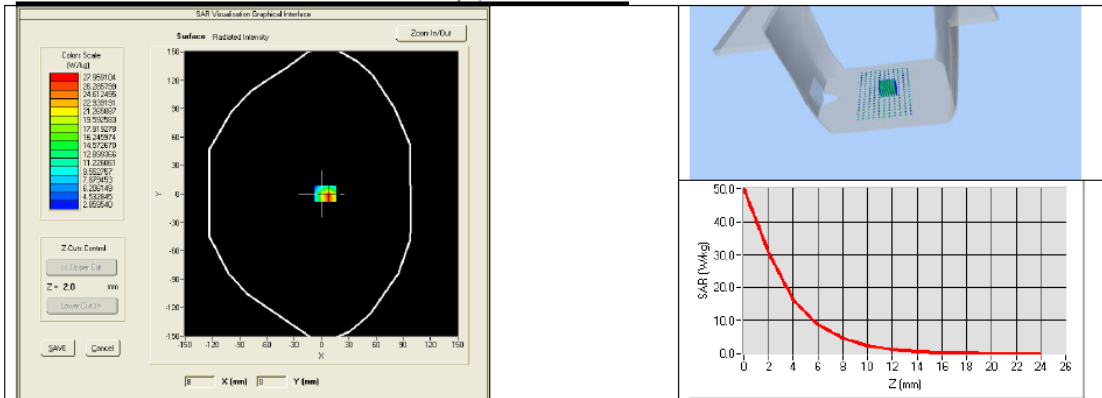 SAR Visualisation Graphical Interface
Surface Radiated Intensity
Zoom In/Out
Colors Scale
(W/kg)
27.959104
26.285799
24.612495
22.939191
21.265887
19.592583
17.919278
16.245974
14.572670
12.899366
11.226061
9.552757
7.879453
6.206149
4.532845
2.859540
Z-Cuts Control
<< Upper Cut
Z = 2.0 mm
Lower Cut >>
SAVE Cancel
150
120
90
60
30
0
-30
-60
-90
-120
-150
Y
-150 -120 -90 -60 -30 0 30 60 90 120 150
X
8 X (mm) 0 Y (mm)
50.0
40.0
30.0
20.0
10.0
0.0
SAR (W/kg)
0 2 4 6 8 10 12 14 16 18 20 22 24 26
Z (mm)